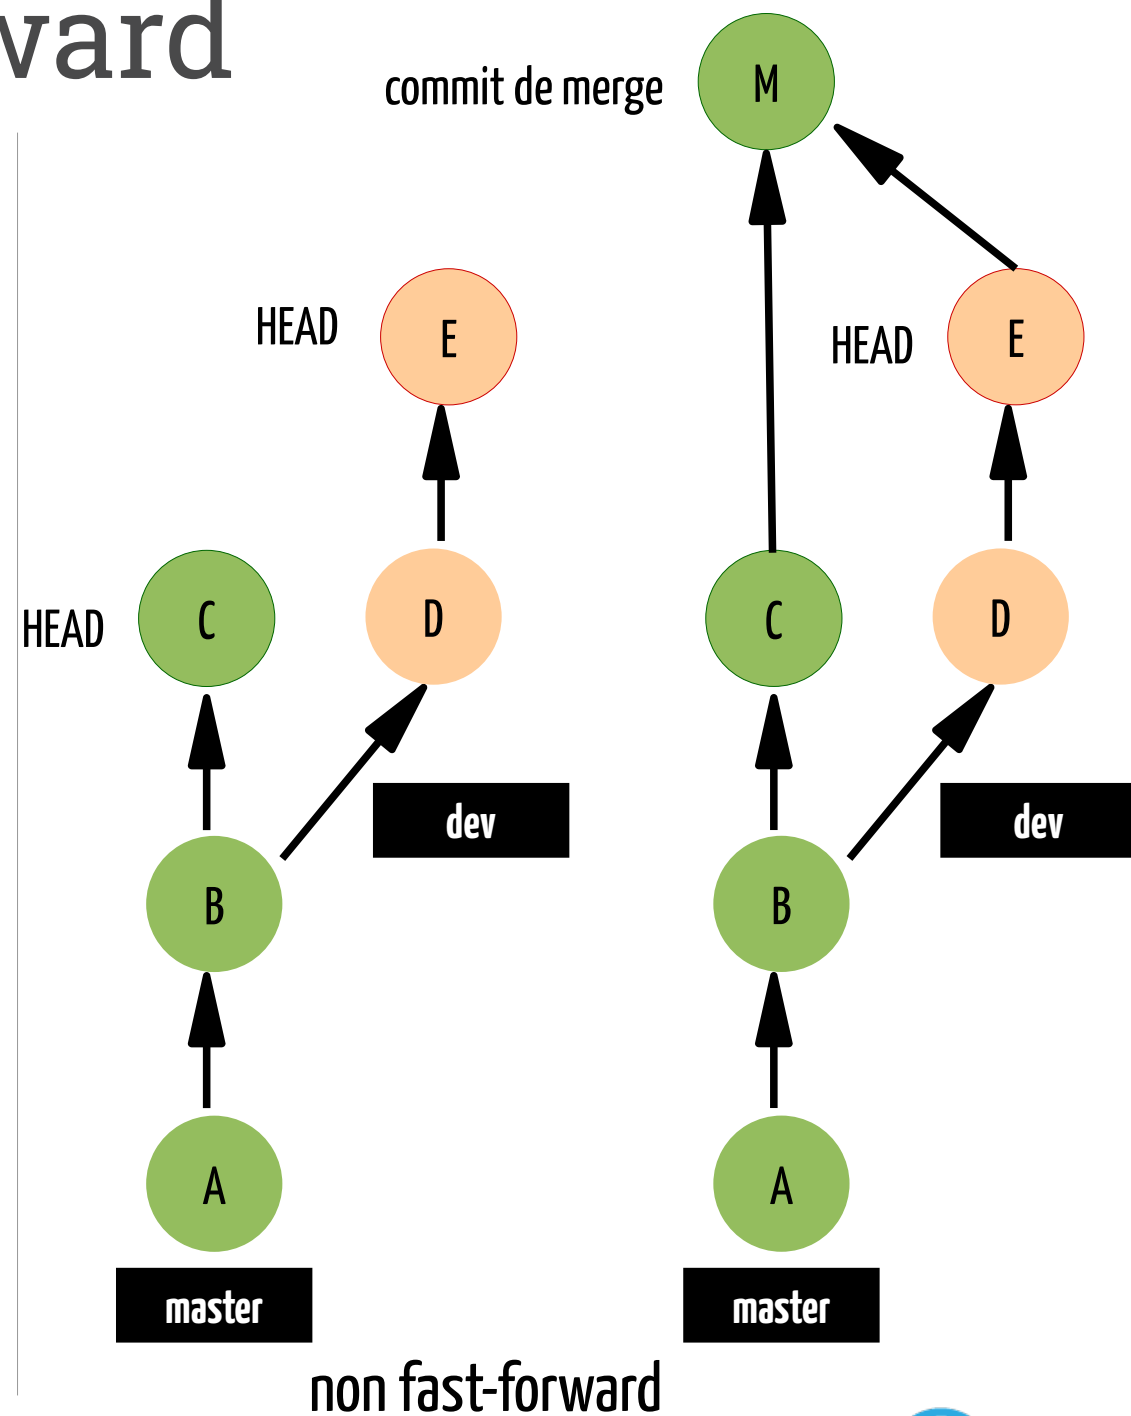 vard
commit de merge
M
HEAD
E
HEAD
E
HEAD
C
D
C
D
dev
dev
B
B
A
A
master
master
non fast-forward